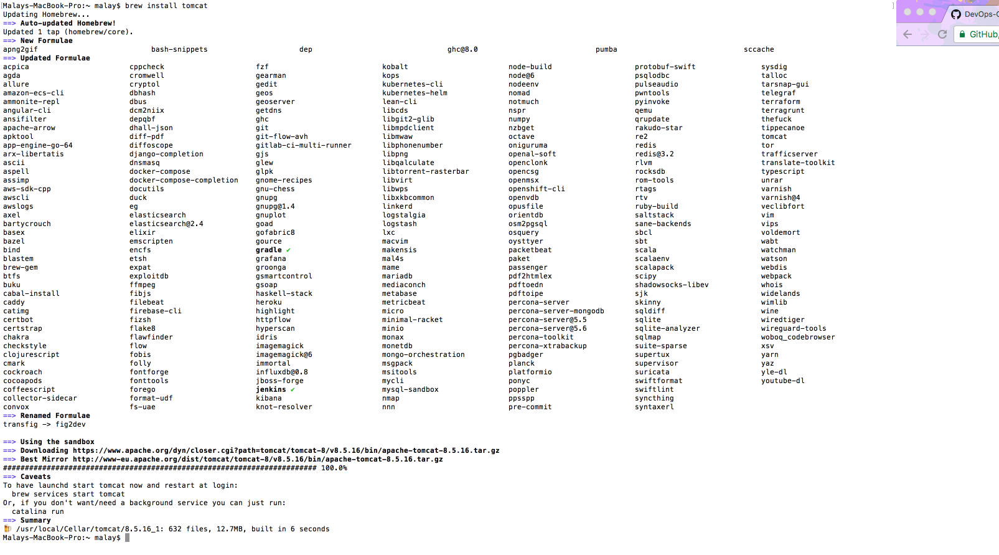 Malays-MacBook-Pro:~ malay$ brew install tomcat
Updating Homebrew...
==> Auto-updated Homebrew!
Updated 1 tap (homebrew/core).
==> New Formulae
apng2gif bash-snippets dep ghc@8.0 pumba sccache
==> Updated Formulae
acpica cppcheck fzf kobalt node-build protobuf-swift sysdig
agda cromwell gearman kops node@6 psqlodbc talloc
allure cryptol gedit kubernetes-cli nodeenv pulseaudio tarsnap-gui
amazon-ecs-cli dbhash geos kubernetes-helm nomad pwntools telegraf
ammonite-repl dbus geoserver lean-cli notmuch pyinvoke terraform
angular-cli dcm2niix getdns libcds nspr qemu terragrunt
ansifilter depqbf ghc libgit2-glib numpy qrupdate thefuck
apache-arrow dhall-json git libmpdclient nzbget rakudo-star tippecanoe
apktool diff-pdf git-flow-avh libmwaw octave re2 tomcat
app-engine-go-64 diffoscope gitlab-ci-multi-runner libphonenumber oniguruma redis tor
arx-libertatis django-completion gjs libpng openal-soft redis@3.2 trafficserver
ascii dnsmasq glew libqalculate openclonk rlvm translate-toolkit
aspell docker-compose glpk libtorrent-rasterbar opencsg rocksdb typescript
assimp docker-compose-completion gnome-recipes libvirt openmsx rom-tools unrar
aws-sdk-cpp docutils gnu-chess libwps openshift-cli rtags varnish
awscli duck gnupg libxkbcommon openvdb rtv varnish@4
awslogs eg gnupg@1.4 linkerd opusfile ruby-build veclibfort
axel elasticsearch gnuplot logstalgia orientdb saltstack vim
bartycrouch elasticsearch@2.4 goad logstash osm2pgsql sane-backends vips
basex elixir gofabric8 lxc osquery sbcl voldemort
bazel emscripten gource macvim oysttyer sbt wabt
bind encfs gradle ✔ makensis packetbeat scala watchman
blastem etsh grafana mal4s paket scalaenv watson
brew-gem expat groonga mame passenger scalapack webdis
btfs exploitdb gsmartcontrol mariadb pdf2htmlex scipy webpack
buku ffmpeg gsoap mediaconch pdftoedn shadowsocks-libev whois
cabal-install fibjs haskell-stack metabase pdftoipe sjk widelands
caddy filebeat heroku metricbeat percona-server skinny wimlib
catimg firebase-cli highlight micro percona-server-mongodb sqldiff wine
certbot fizsh httpflow minimal-racket percona-server@5.5 sqlite wiredtiger
certstrap flake8 hyperscan minio percona-server@5.6 sqlite-analyzer wireguard-tools
chakra flawfinder idris monax percona-toolkit sqlmap woboq_codebrowser
checkstyle flow imagemagick monetdb percona-xtrabackup suite-sparse xsv
clojurescript fobis imagemagick@6 mongo-orchestration pgbadger supertux yarn
cmark folly immortal msgpack planck supervisor yaz
cockroach fontforge influxdb@0.8 msitools platformio suricata yle-dl
cocoapods fonttools jboss-forge mycli ponyc swiftformat youtube-dl
coffeescript forego jenkins ✔ mysql-sandbox poppler swiftlint
collector-sidecar format-udf kibana nmap ppsspp syncthing
convox fs-uae knot-resolver nnn pre-commit syntaxerl
==> Renamed Formulae
transfig -> fig2dev
==> Using the sandbox
==> Downloading https://www.apache.org/dyn/closer.cgi?path=tomcat/tomcat-8/v8.5.16/bin/apache-tomcat-8.5.16.tar.gz
==> Best Mirror http://www-eu.apache.org/dist/tomcat/tomcat-8/v8.5.16/bin/apache-tomcat-8.5.16.tar.gz
######################################################################## 100.0%
==> Caveats
To have launchd start tomcat now and restart at login:
brew services start tomcat
Or, if you don't want/need a background service you can just run:
catalina run
==> Summary
🍺 /usr/local/Cellar/tomcat/8.5.16_1: 632 files, 12.7MB, built in 6 seconds
Malays-MacBook-Pro:~ malay$
DevOps-
GitHub,